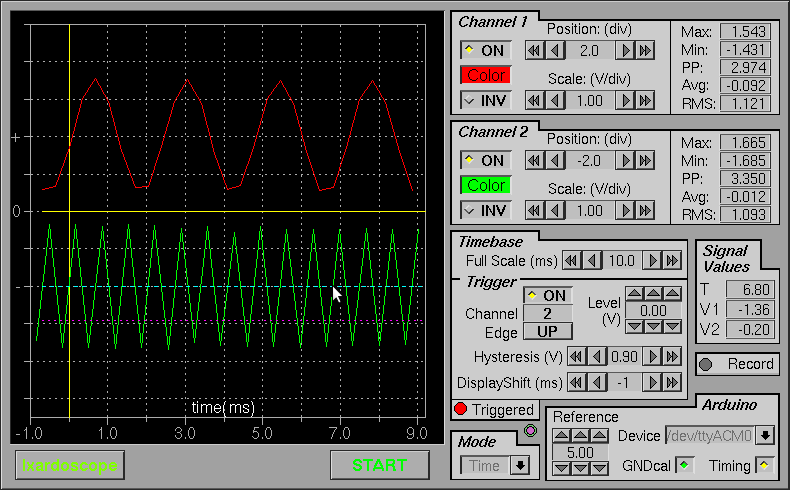 Channel 1
Position: (div)
ON
2.0
Color
Scale: (V/div)
INV
1.00
Max: 1.543
Min: -1.431
PP: 2.974
Avg: -0.092
RMS: 1.121
Channel 2
Position: (div)
ON
-2.0
Color
Scale: (V/div)
INV
1.00
Max: 1.665
Min: -1.685
PP: 3.350
Avg: -0.012
RMS: 1.093
+
0
-
time(ms)
-1.0 1.0 3.0 5.0 7.0 9.0
lxardoscope
START
Timebase
Full Scale (ms) 10.0
Trigger
ON
Channel 2
Edge UP
Level (V)
0.00
Hysteresis (V) 0.90
DisplayShift (ms) -1
Triggered
Signal
Values
T 6.80
V1 -1.36
V2 -0.20
Record
Mode
Time
Arduino
Reference
5.00
Device /dev/ttyACM0
GNDcal
Timing